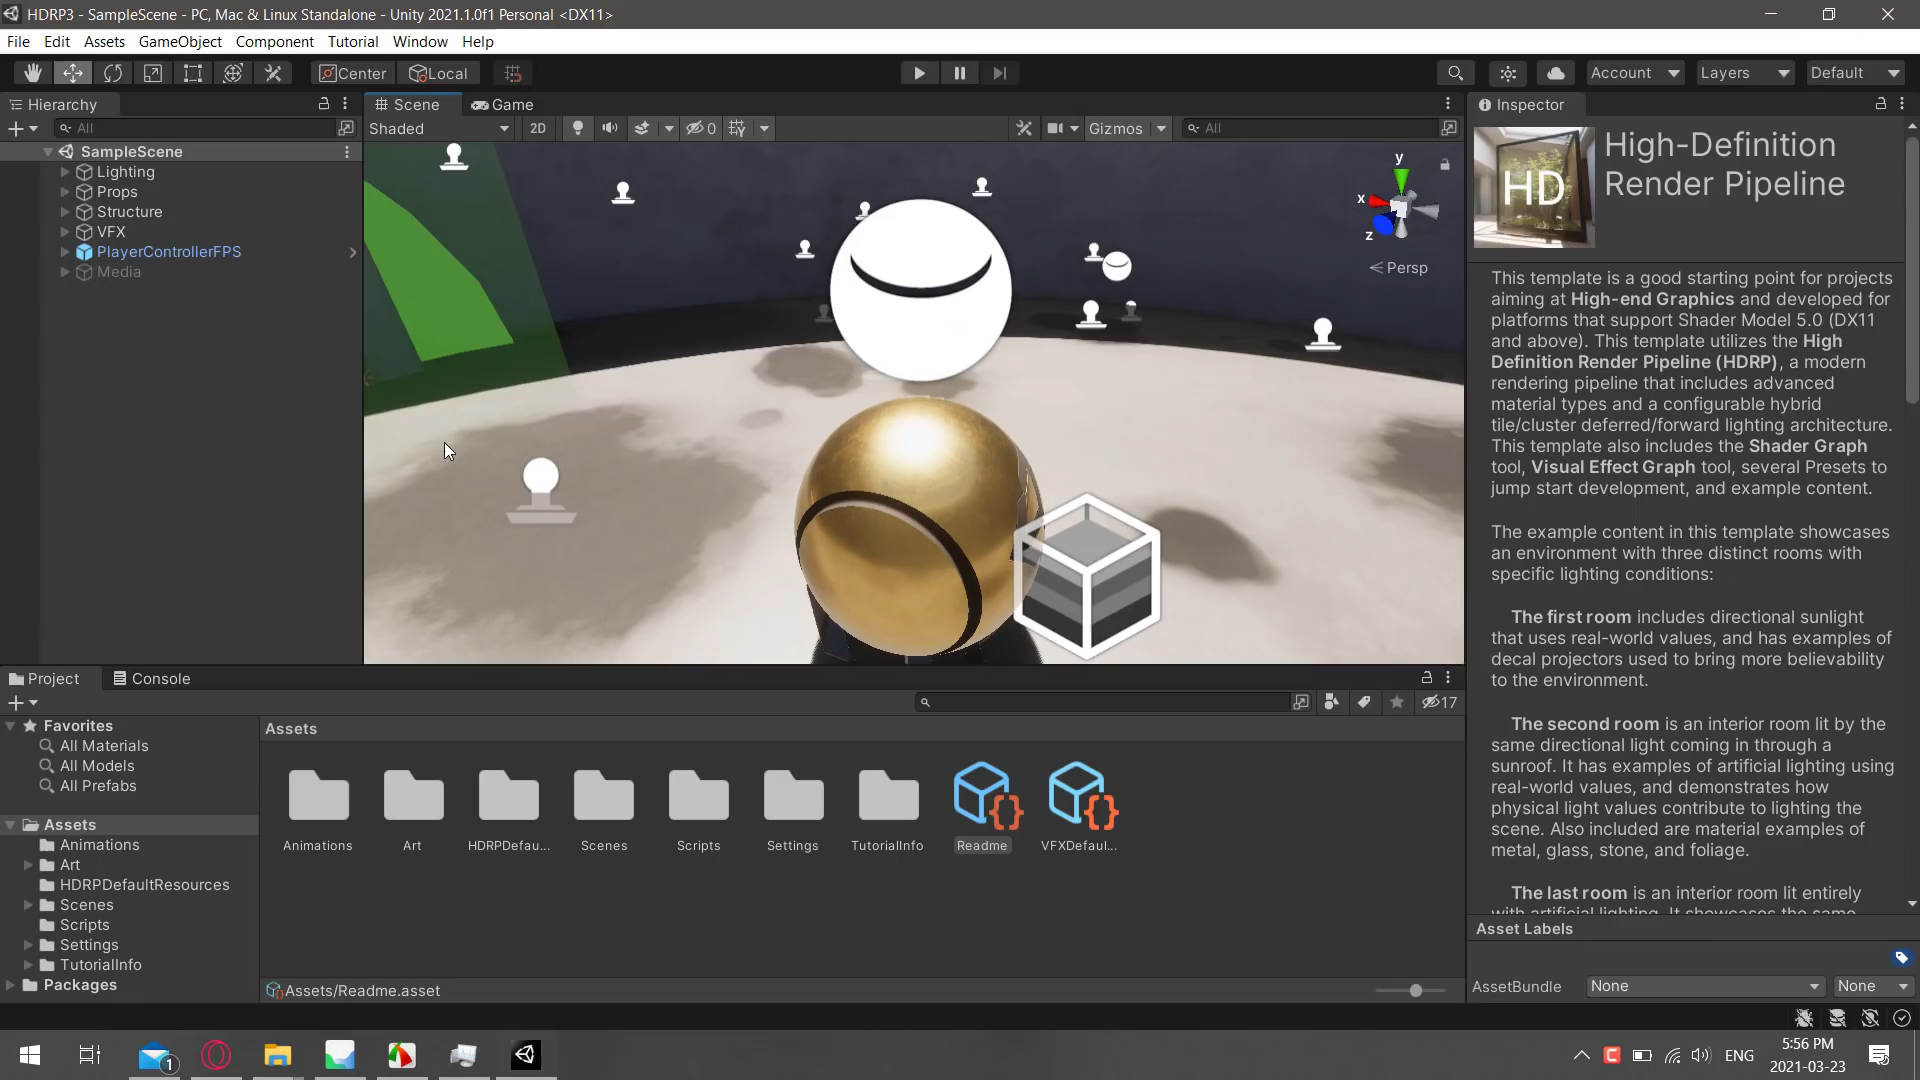 HDRP3 - SampleScene - PC, Mac & Linux Standalone - Unity 2021.1.0f1 Personal <DX11>
File Edit Assets GameObject Component Tutorial Window Help
Center Local Account Layers Default
Hierarchy
All
SampleScene
Lighting
Props
Structure
VFX
PlayerControllerFPS
Media
Scene Game
Shaded 2D 0 Gizmos All
y
x
z
Persp
Inspector
HD
High-Definition
Render Pipeline
This template is a good starting point for projects
aiming at High-end Graphics and developed for
platforms that support Shader Model 5.0 (DX11
and above). This template utilizes the High
Definition Render Pipeline (HDRP), a modern
rendering pipeline that includes advanced
material types and a configurable hybrid
tile/cluster deferred/forward lighting architecture.
This template also includes the Shader Graph
tool, Visual Effect Graph tool, several Presets to
jump start development, and example content.
The example content in this template showcases
an environment with three distinct rooms with
specific lighting conditions:
The first room includes directional sunlight
that uses real-world values, and has examples of
decal projectors used to bring more believability
to the environment.
The second room is an interior room lit by the
same directional light coming in through a
sunroof. It has examples of artificial lighting using
real-world values, and demonstrates how
physical light values contribute to lighting the
scene. Also included are material examples of
metal, glass, stone, and foliage.
The last room is an interior room lit entirely
with artificial lighting. It showcases the same
Asset Labels
AssetBundle None None
Project Console
17
Favorites
All Materials
All Models
All Prefabs
Assets
Animations
Art
HDRPDefaultResources
Scenes
Scripts
Settings
TutorialInfo
Packages
Assets
Animations Art HDRPDefau... Scenes Scripts Settings TutorialInfo Readme VFXDefaul...
Assets/Readme.asset
1
ENG
5:56 PM
2021-03-23